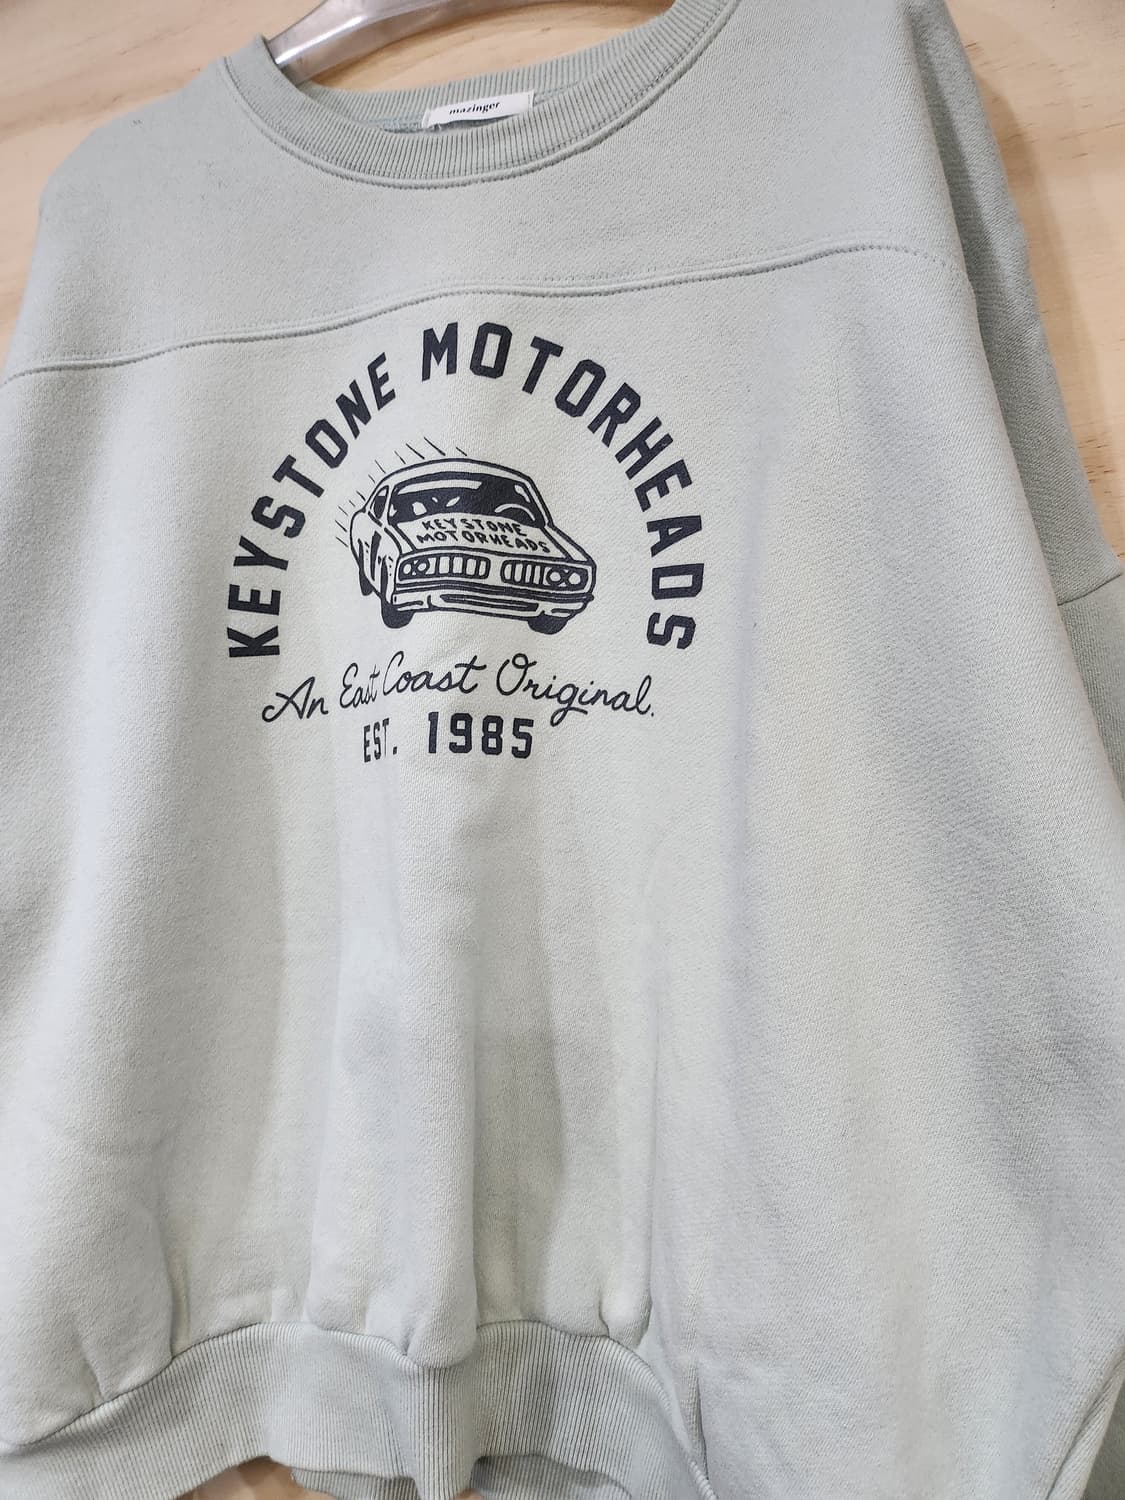 mazinger
KEYSTONE MOTORHEADS
KEYSTONE
MOTORHEADS
An East Coast Original.
EST. 1985